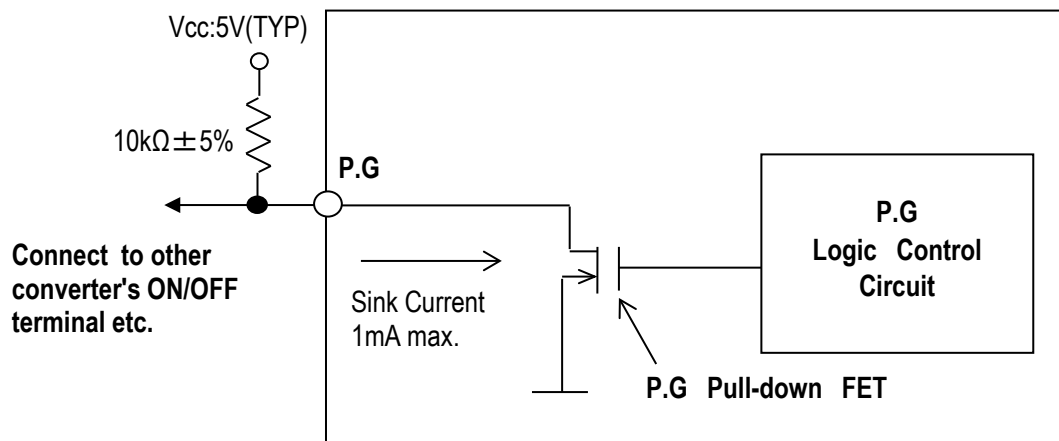 Vcc:5V(TYP)
10kΩ±5%
P.G
Connect to other
converter's ON/OFF
terminal etc.
Sink Current
1mA max.
P.G
Logic Control
Circuit
P.G Pull-down FET